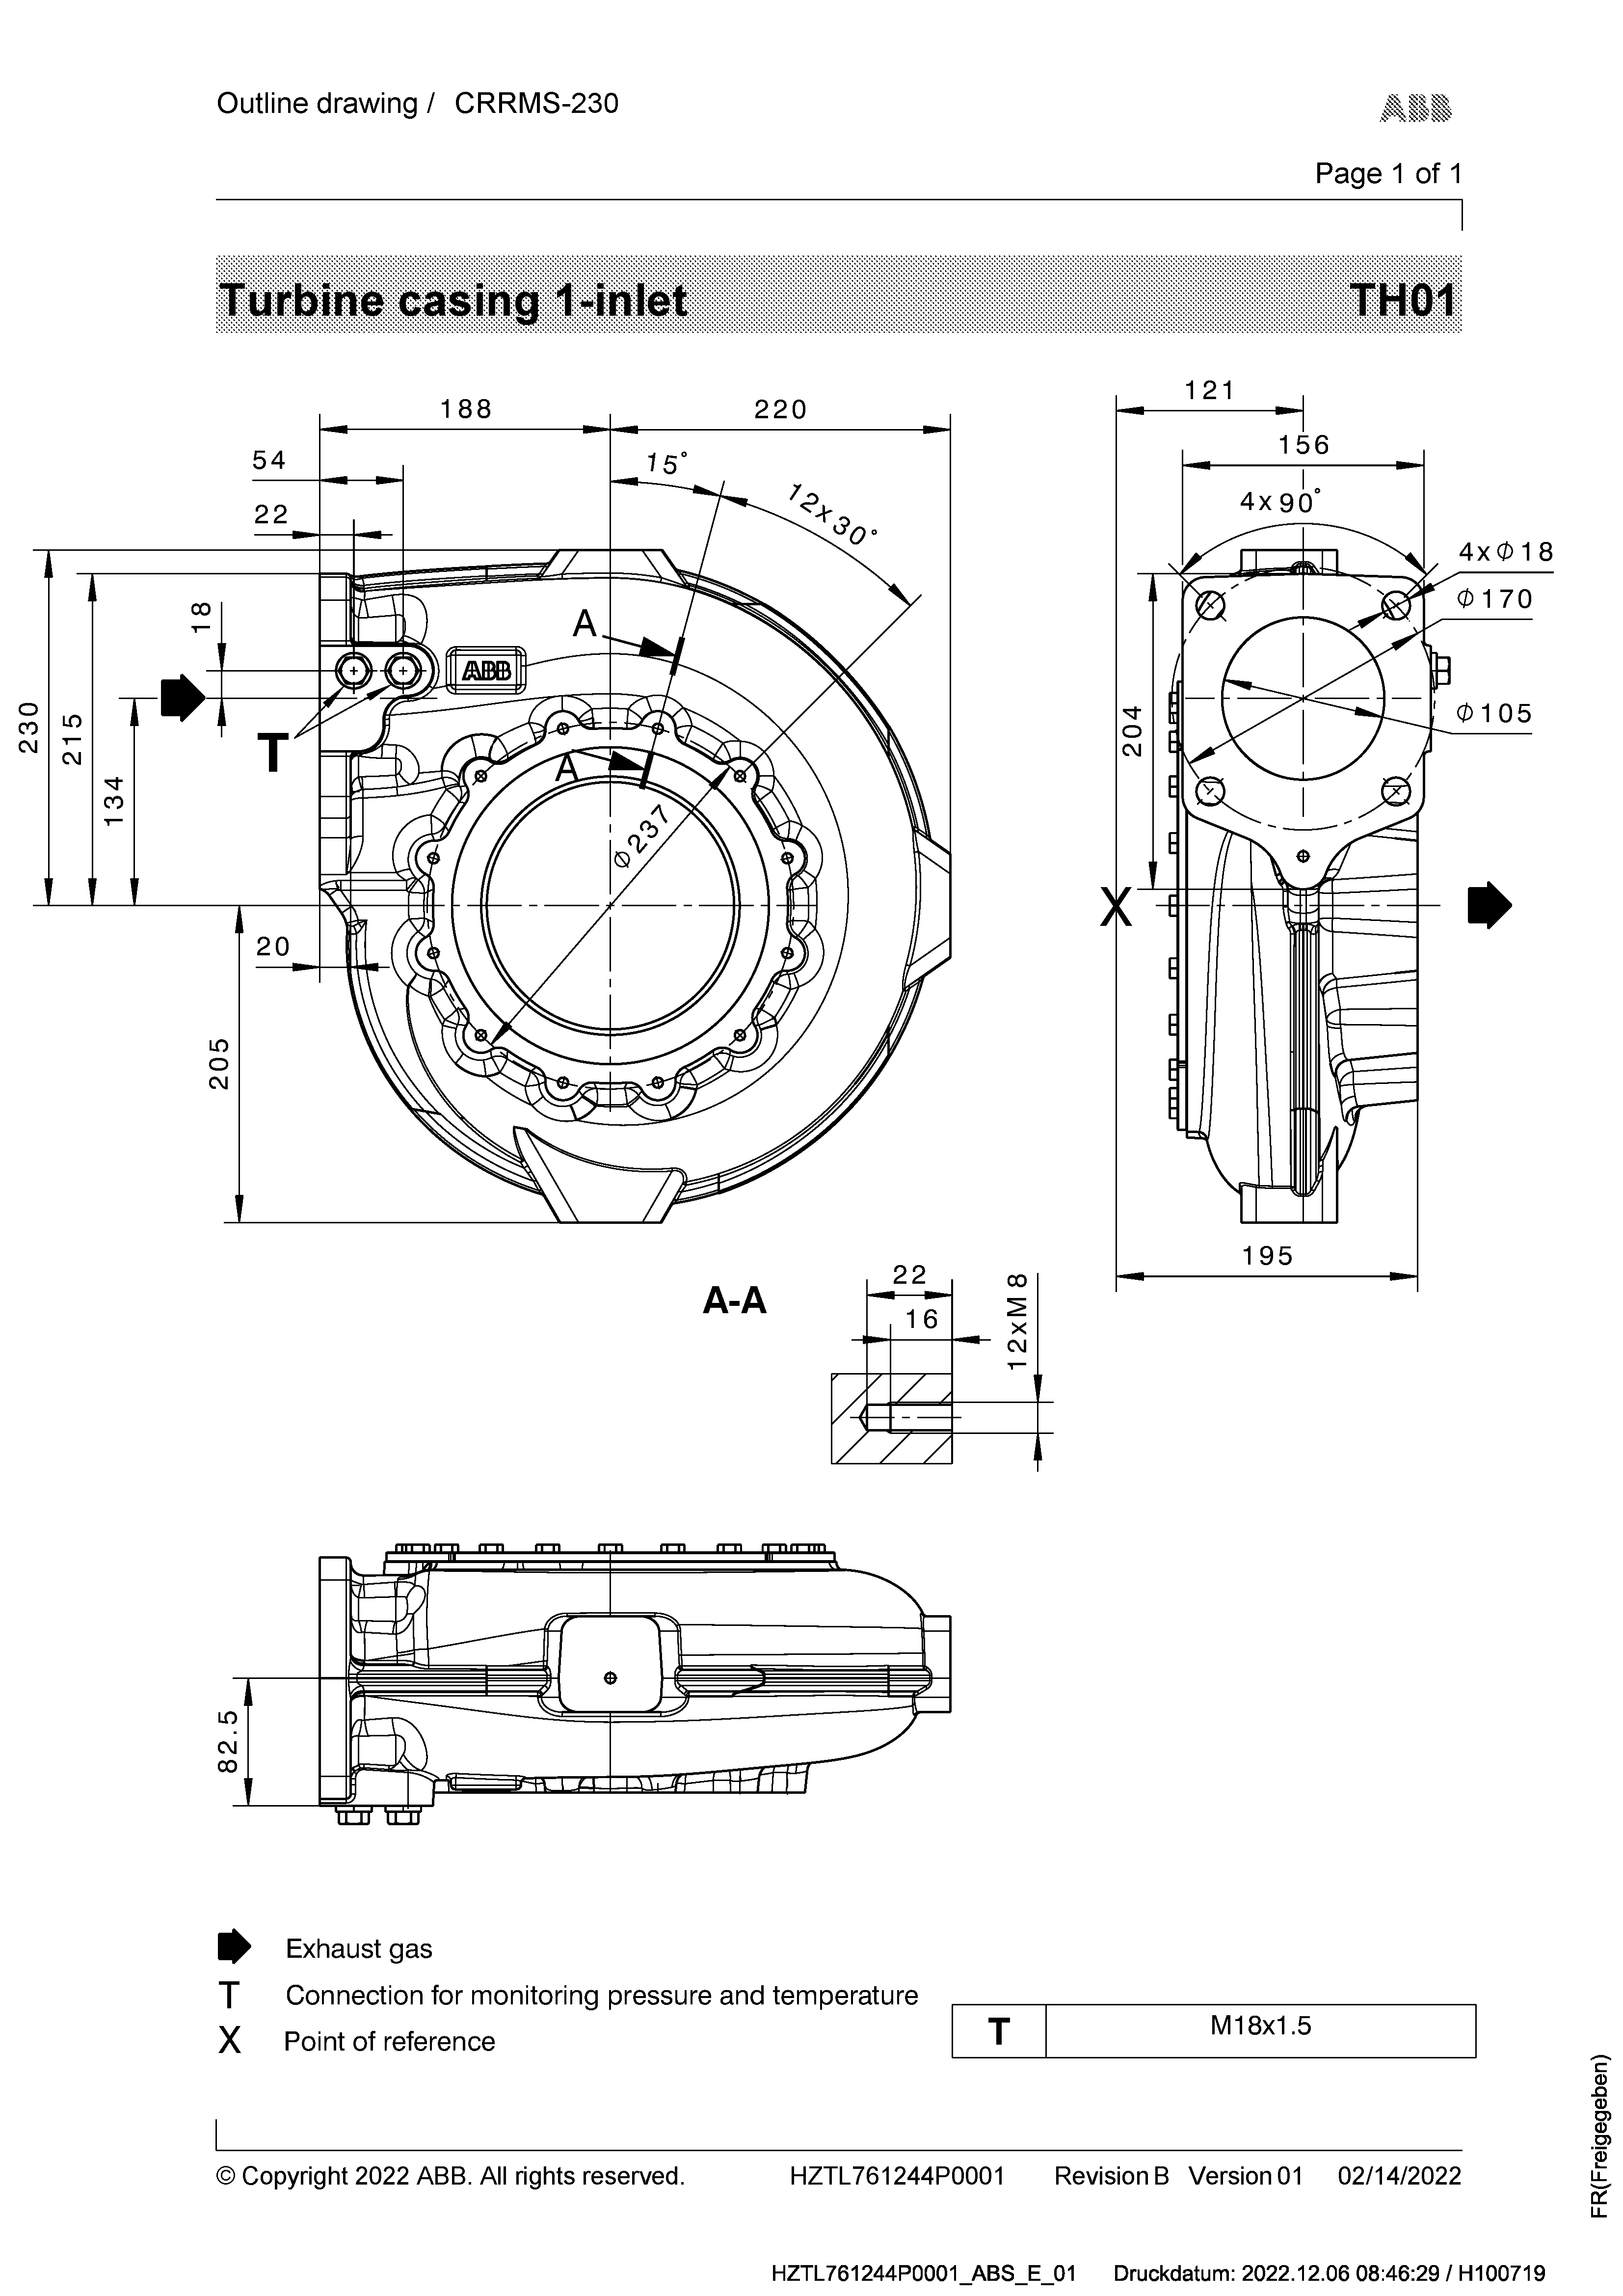 Outline drawing / CRRMS-230
ABB
Page 1 of 1
Turbine casing 1-inlet TH01
188
220
121
156
54
15°
12x30°
4x90°
22
4xϕ18
ϕ170
18
A
ABB
230
215
134
T
A
ϕ237
204
ϕ105
X
20
205
195
A-A
22
16
12xM8
82.5
Exhaust gas
T Connection for monitoring pressure and temperature
X Point of reference
T M18x1.5
© Copyright 2022 ABB. All rights reserved. HZTL761244P0001 Revision B Version 01 02/14/2022
FR(Freigegeben)
HZTL761244P0001_ABS_E_01 Druckdatum: 2022.12.06 08:46:29 / H100719